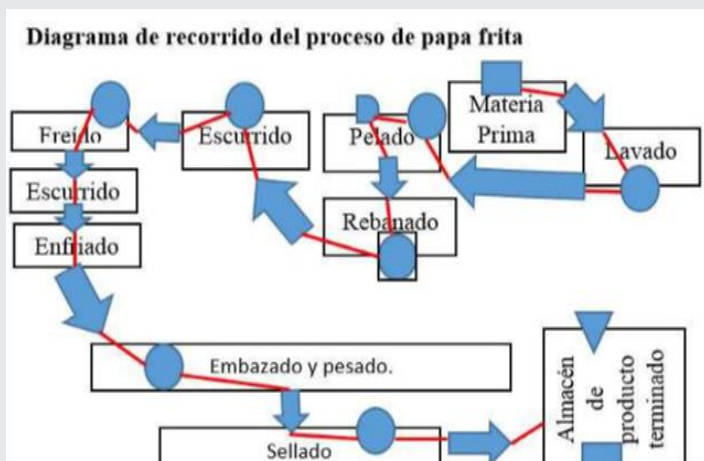 Diagrama de recorrido del proceso de papa frita
Materia
Prima
Lavado
Pelado
Rebanado
Escurrido
Freído
Escurrido
Enfriado
Embazado y pesado.
Sellado
Almacén
de
producto
terminado